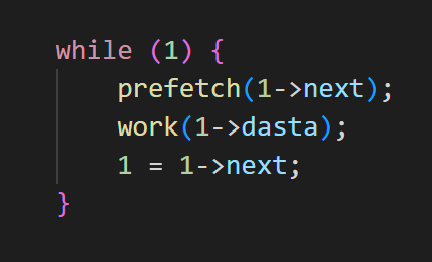 while (1) {
    prefetch(1->next);
    work(1->dasta);
    1 = 1->next;
}